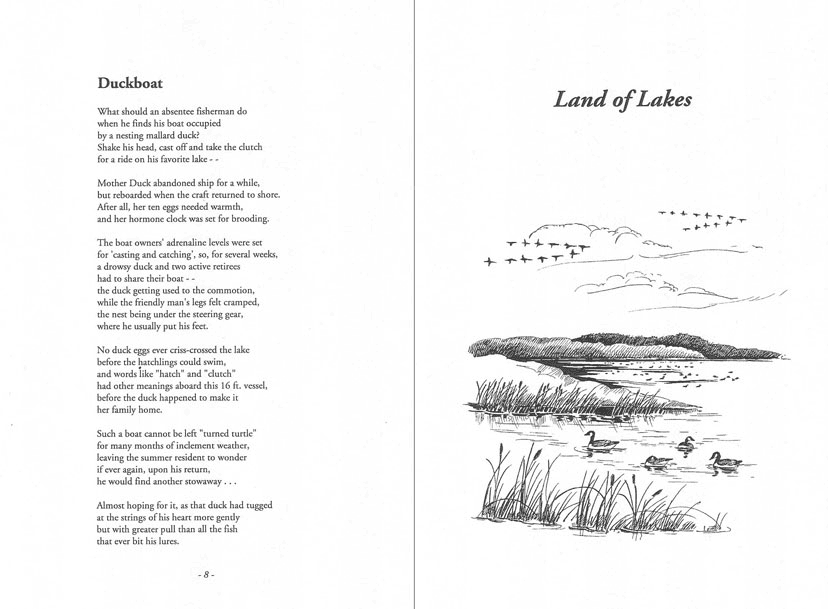 Duckboat
What should an absentee fisherman do
when he finds his boat occupied
by a nesting mallard duck?
Shake his head, cast off and take the clutch
for a ride on his favorite lake - -
Mother Duck abandoned ship for a while,
but reboarded when the craft returned to shore.
After all, her ten eggs needed warmth,
and her hormone clock was set for brooding.
The boat owners' adrenaline levels were set
for 'casting and catching', so, for several weeks,
a drowsy duck and two active retirees
had to share their boat - -
the duck getting used to the commotion,
while the friendly man's legs felt cramped,
the nest being under the steering gear,
where he usually put his feet.
No duck eggs ever criss-crossed the lake
before the hatchlings could swim,
and words like "hatch" and "clutch"
had other meanings aboard this 16 ft. vessel,
before the duck happened to make it
her family home.
Such a boat cannot be left "turned turtle"
for many months of inclement weather,
leaving the summer resident to wonder
if ever again, upon his return,
he would find another stowaway . . .
Almost hoping for it, as that duck had tugged
at the strings of his heart more gently
but with greater pull than all the fish
that ever bit his lures.
- 8 -
Land of Lakes